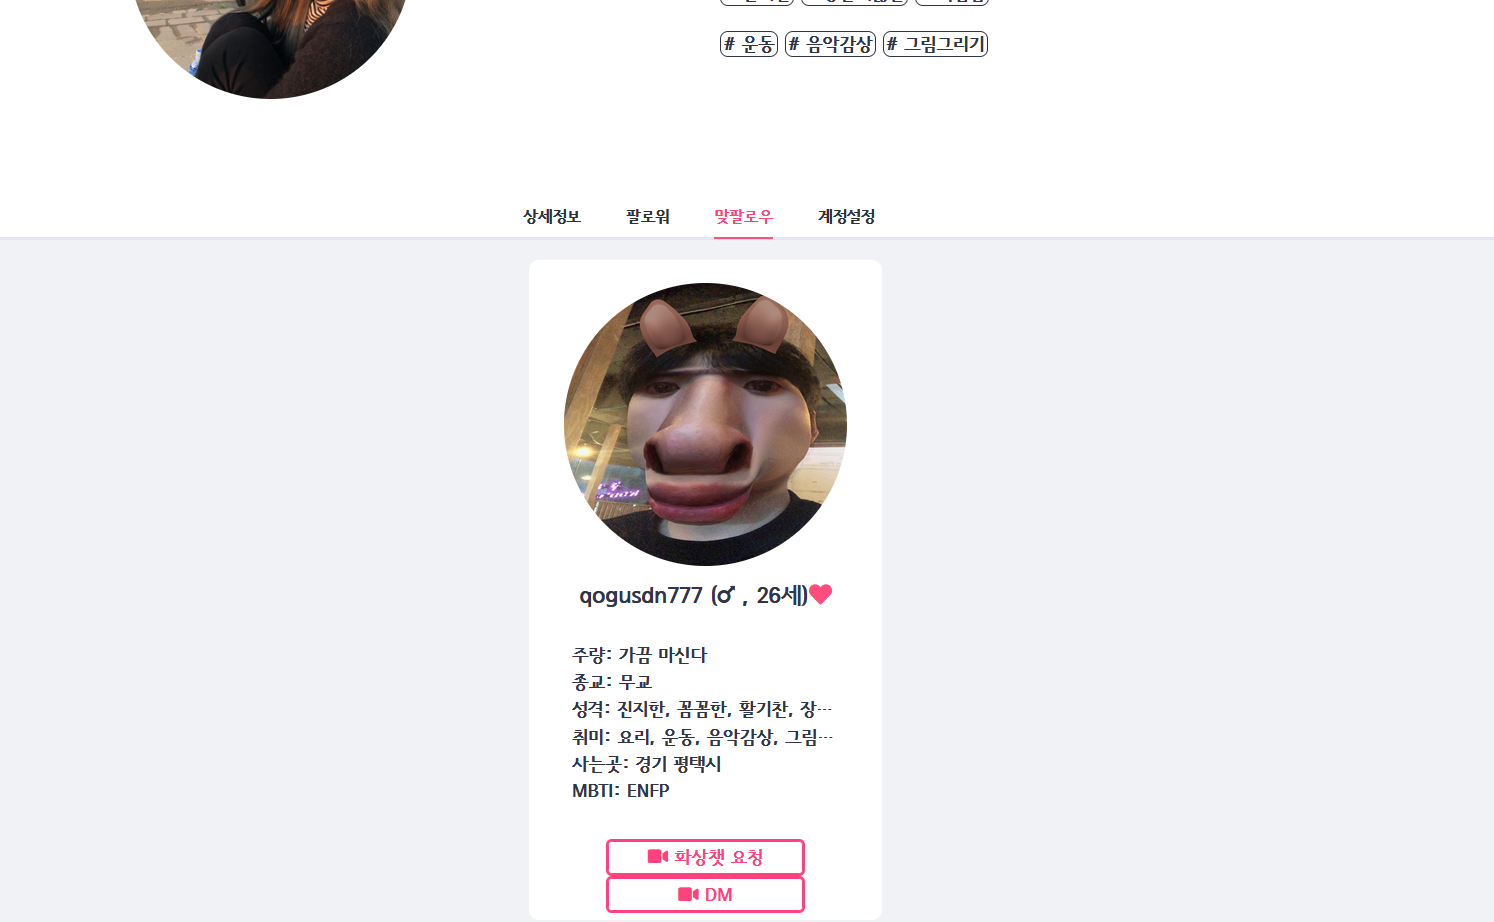 # 운동 # 음악감상 # 그림그리기
상세정보 팔로워 맞팔로우 계정설정
qogusdn777 (♂ , 26세)
주량: 가끔 마신다
종교: 무교
성격: 진지한, 꼼꼼한, 활기찬, 장…
취미: 요리, 운동, 음악감상, 그림…
사는곳: 경기 평택시
MBTI: ENFP
화상챗 요청
DM